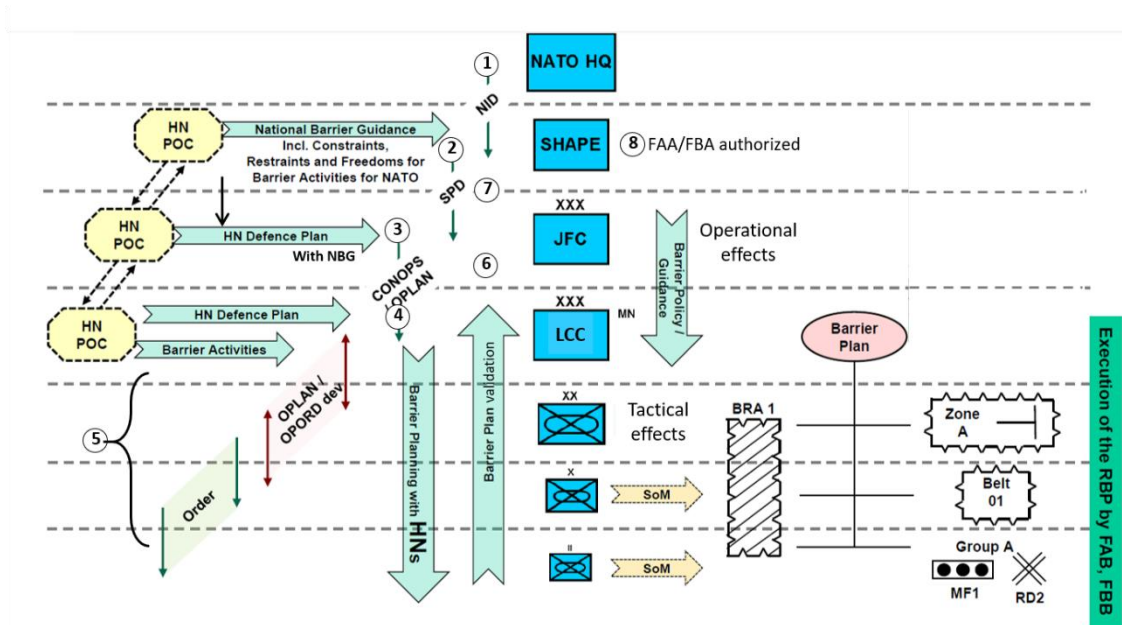 1
NATO HQ
NID
HN
POC
National Barrier Guidance
Incl. Constraints,
Restraints and Freedoms for
Barrier Activities for NATO
2
SHAPE
8 FAA/FBA authorized
SPD
7
HN
POC
HN Defence Plan
With NBG
3
XXX
JFC
Operational
effects
Barrier Policy /
Guidance
6
CONOPS
OPLAN
4
HN
POC
HN Defence Plan
Barrier Activities
XXX
LCC
MN
Barrier
Plan
Execution of the RBP by FAB, FBB
5
OPLAN /
OPORD dev
Order
Barrier Planning with HNs
Barrier Plan validation
XX
Tactical
effects
BRA 1
Zone
A
X
SoM
Belt
01
II
SoM
Group A
MF1
RD2